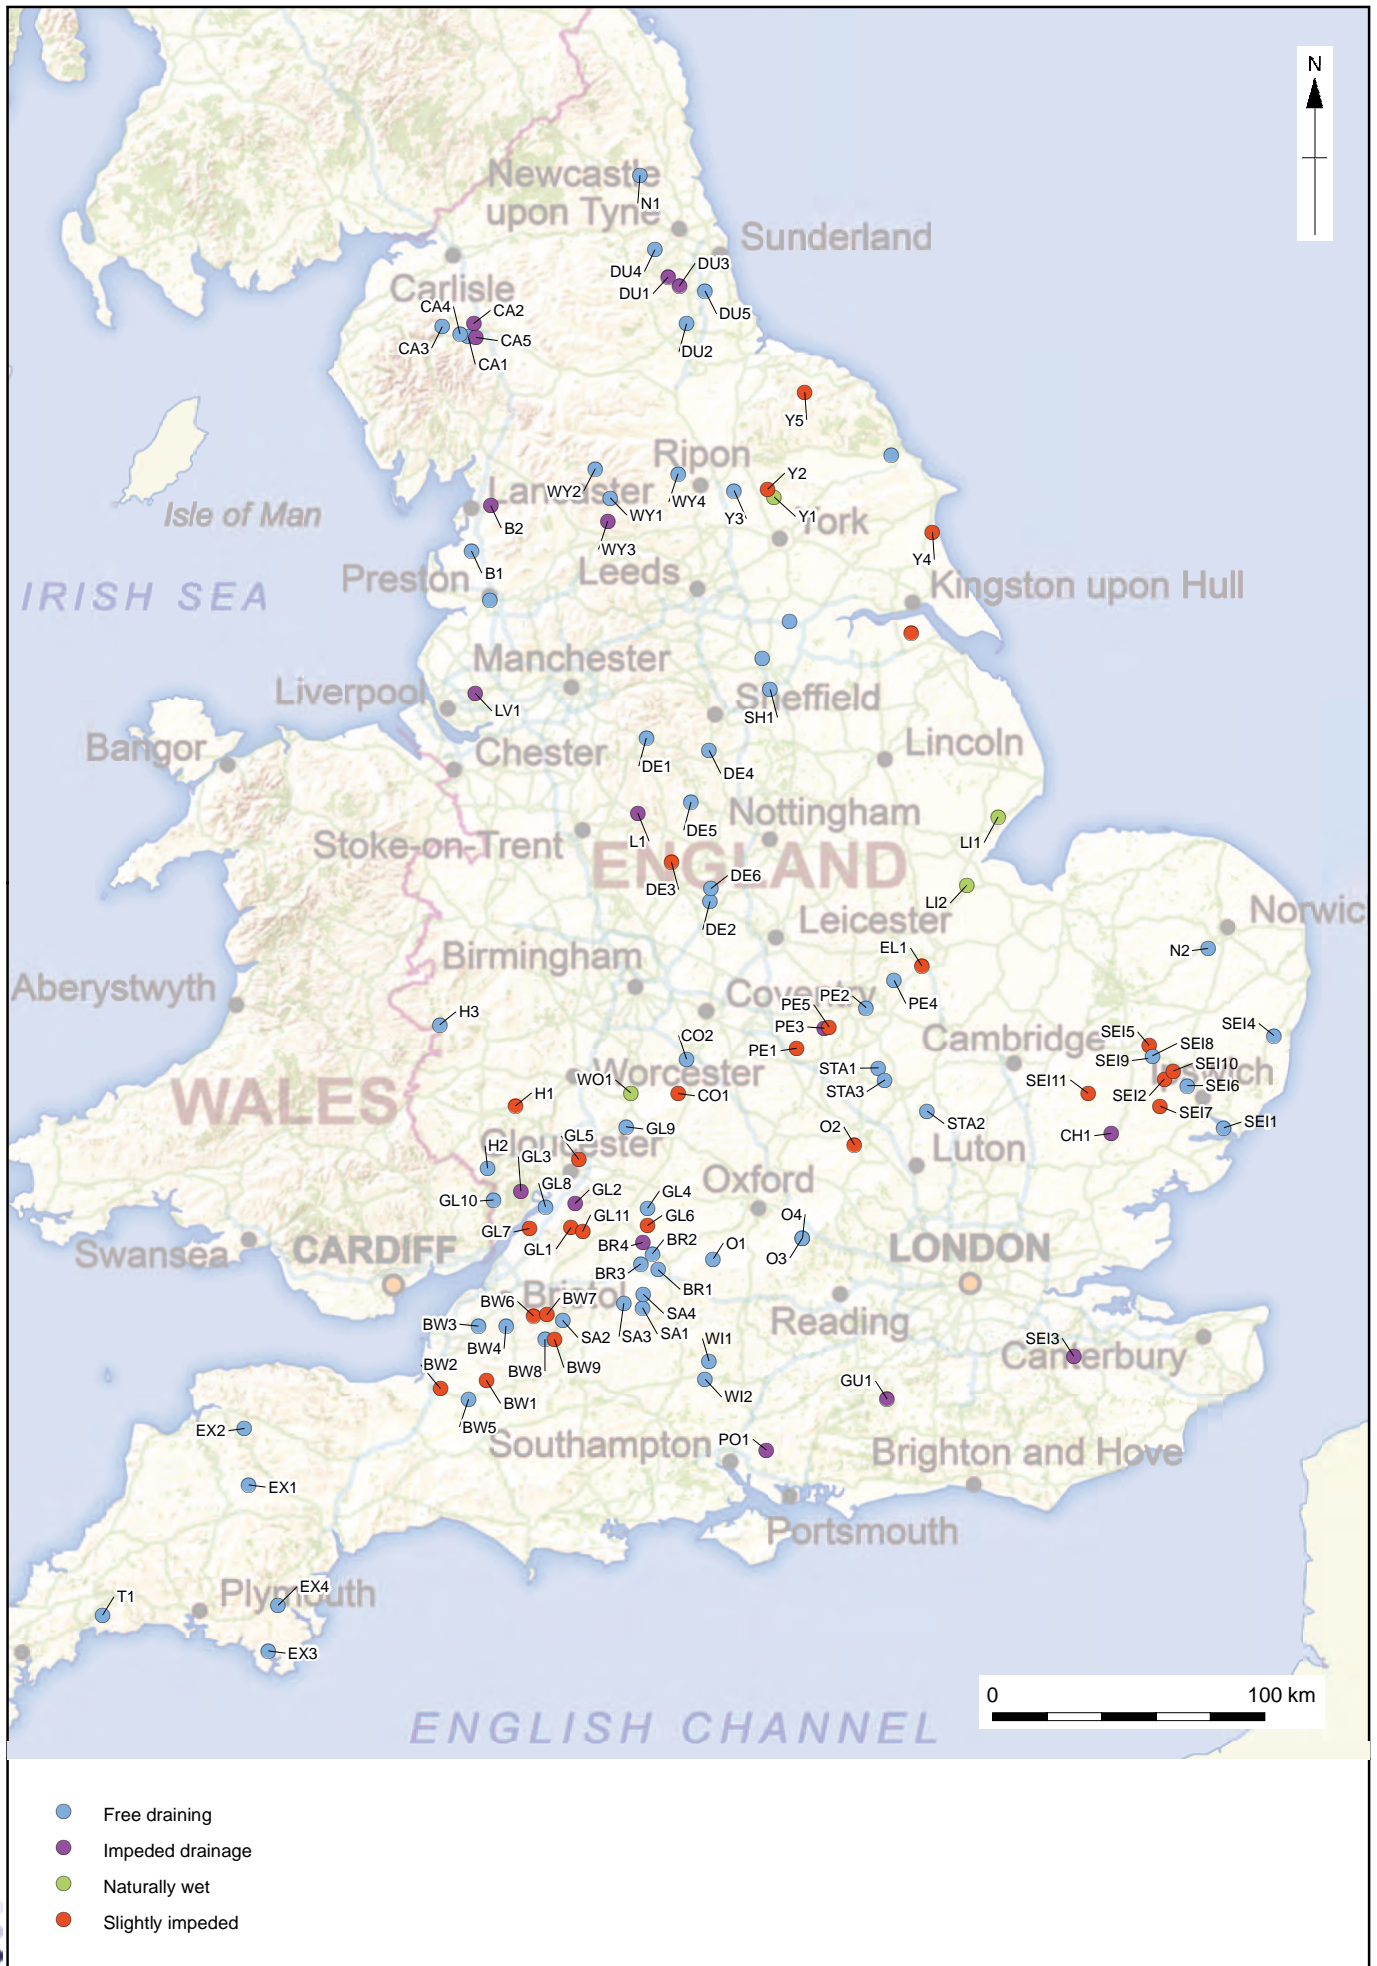 N
Newcastle
upon Tyne
N1
Sunderland
DU4
DU3
DU1
DU5
DU2
Carlisle
CA4
CA2
CA3
CA5
CA1
Y5
Ripon
Y2
WY2
Lancaster
WY4
WY1
Y3
Y1
York
Isle of Man
B2
WY3
Y4
B1
Preston
Leeds
Kingston upon Hull
IRISH SEA
Manchester
Liverpool
LV1
Sheffield
SH1
Bangor
Chester
DE1
DE4
Lincoln
DE5
Nottingham
Stoke-on-Trent
L1
LI1
ENGLAND
DE3
DE6
LI2
DE2
Leicester
Norwic
EL1
N2
Birmingham
Aberystwyth
Coventry
PE2
PE4
PE5
PE3
H3
CO2
PE1
Cambridge
SEI5
SEI4
SEI8
SEI9
SEI10
Ipswich
SEI6
SEI11
SEI2
SEI7
SEI1
CH1
STA1
STA3
STA2
WALES
WO1
Worcester
CO1
H1
GL9
O2
Luton
Gloucester
GL5
H2
GL3
GL8
GL2
GL4
Oxford
GL10
GL11
GL6
GL7
GL1
O4
O3
BR4
BR2
O1
Swansea
CARDIFF
LONDON
BR3
BR1
Bristol
BW6
BW7
SA4
BW3
BW4
SA2
SA3
SA1
Reading
WI1
SEI3
Canterbury
BW8
BW9
BW2
BW1
WI2
GU1
BW5
EX2
Southampton
PO1
Brighton and Hove
EX1
Portsmouth
T1
Plymouth
EX4
EX3
0 100 km
ENGLISH CHANNEL
Free draining
Impeded drainage
Naturally wet
Slightly impeded